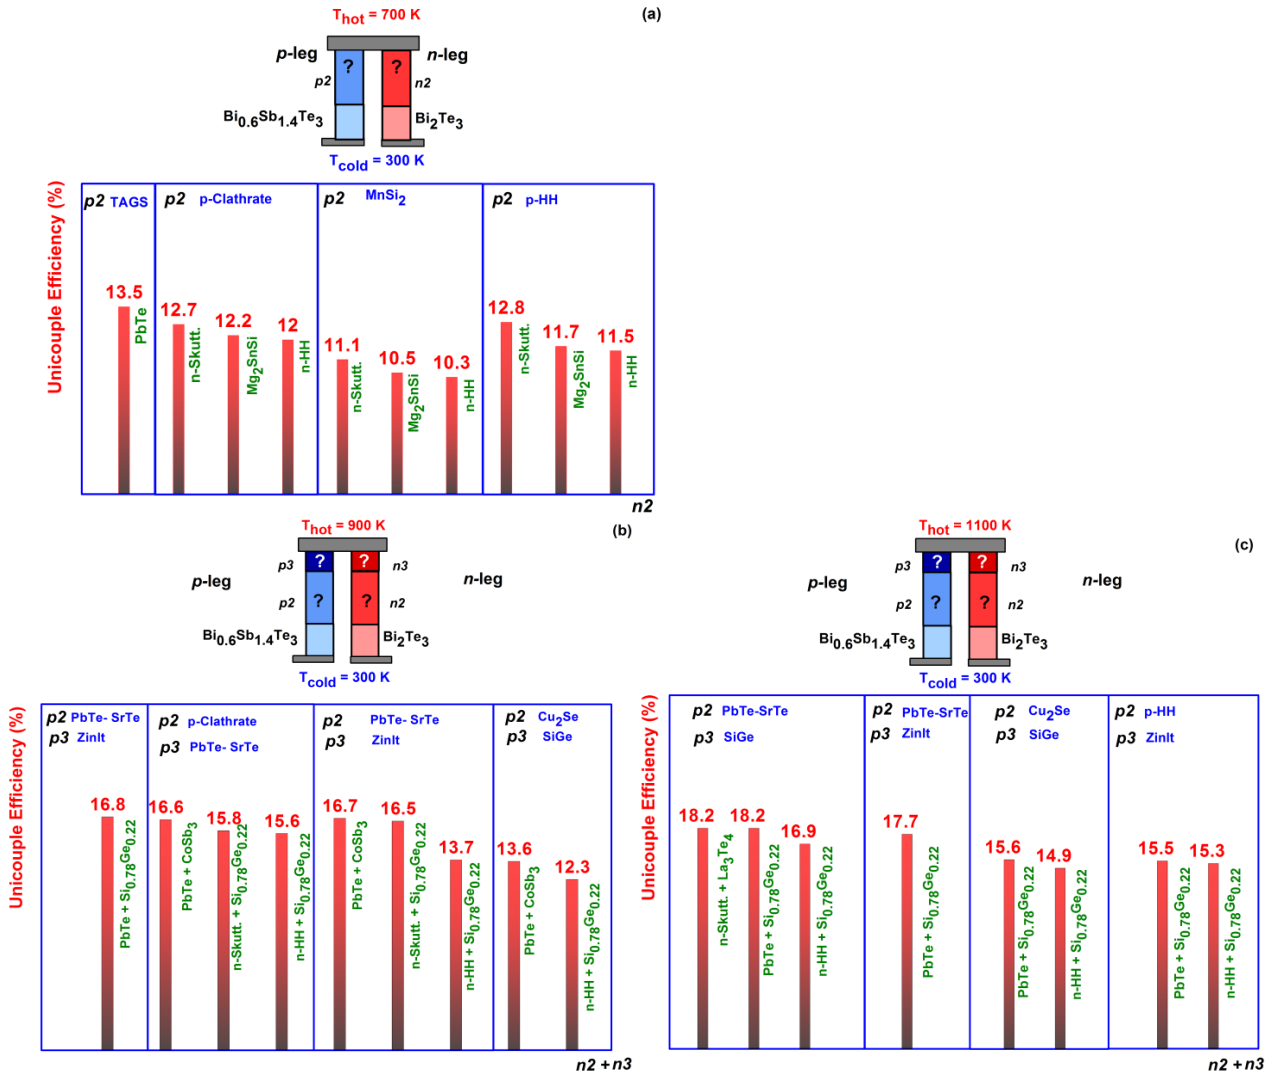 (a)
T_hot = 700 K
p-leg
n-leg
?
?
p2
n2
Bi0.6Sb1.4Te3
Bi2Te3
T_cold = 300 K
Unicouple Efficiency (%)
p2 TAGS
p2 p-Clathrate
p2 MnSi2
p2 p-HH
13.5
PbTe
12.7
n-Skutt.
12.2
Mg2SnSi
12
n-HH
11.1
n-Skutt.
10.5
Mg2SnSi
10.3
n-HH
12.8
n-Skutt.
11.7
Mg2SnSi
11.5
n-HH
n2
(b)
T_hot = 900 K
p-leg
n-leg
p3
?
?
n3
p2
?
?
n2
Bi0.6Sb1.4Te3
Bi2Te3
T_cold = 300 K
Unicouple Efficiency (%)
p2 PbTe- SrTe
p3 ZinIt
p2 p-Clathrate
p3 PbTe- SrTe
p2 PbTe- SrTe
p3 ZinIt
p2 Cu2Se
p3 SiGe
16.8
PbTe + Si0.78Ge0.22
16.6
PbTe + CoSb3
15.8
n-Skutt. + Si0.78Ge0.22
15.6
n-HH + Si0.78Ge0.22
16.7
PbTe + CoSb3
16.5
n-Skutt. + Si0.78Ge0.22
13.7
n-HH + Si0.78Ge0.22
13.6
PbTe + CoSb3
12.3
n-HH + Si0.78Ge0.22
n2 + n3
(c)
T_hot = 1100 K
p-leg
n-leg
p3
?
?
n3
p2
?
?
n2
Bi0.6Sb1.4Te3
Bi2Te3
T_cold = 300 K
Unicouple Efficiency (%)
p2 PbTe-SrTe
p3 SiGe
p2 PbTe-SrTe
p3 ZinIt
p2 Cu2Se
p3 SiGe
p2 p-HH
p3 ZinIt
18.2
n-Skutt. + La3Te4
18.2
PbTe + Si0.78Ge0.22
16.9
n-HH + Si0.78Ge0.22
17.7
PbTe + Si0.78Ge0.22
15.6
PbTe + Si0.78Ge0.22
14.9
n-HH + Si0.78Ge0.22
15.5
PbTe + Si0.78Ge0.22
15.3
n-HH + Si0.78Ge0.22
n2 + n3